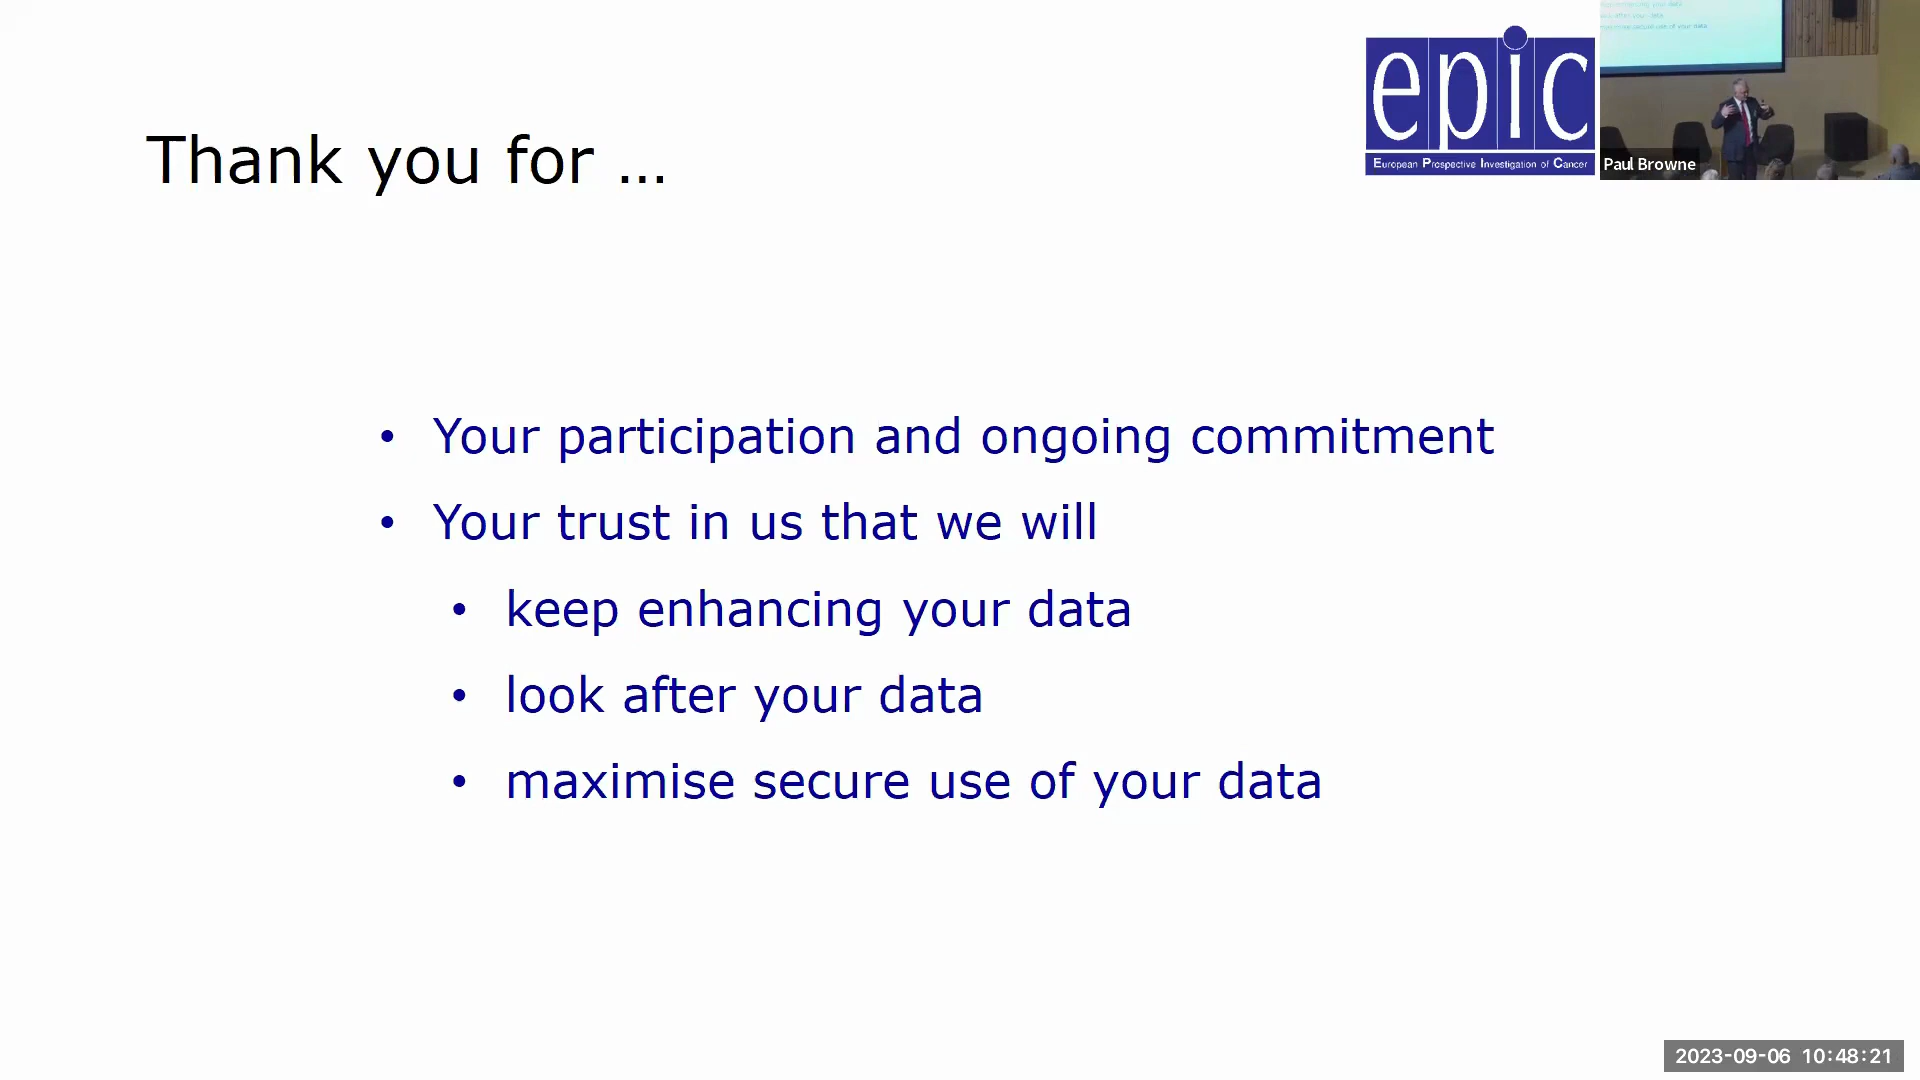 epic
European Prospective Investigation of Cancer
Paul Browne
Thank you for ...
• Your participation and ongoing commitment
• Your trust in us that we will
• keep enhancing your data
• look after your data
• maximise secure use of your data
2023-09-06 10:48:21